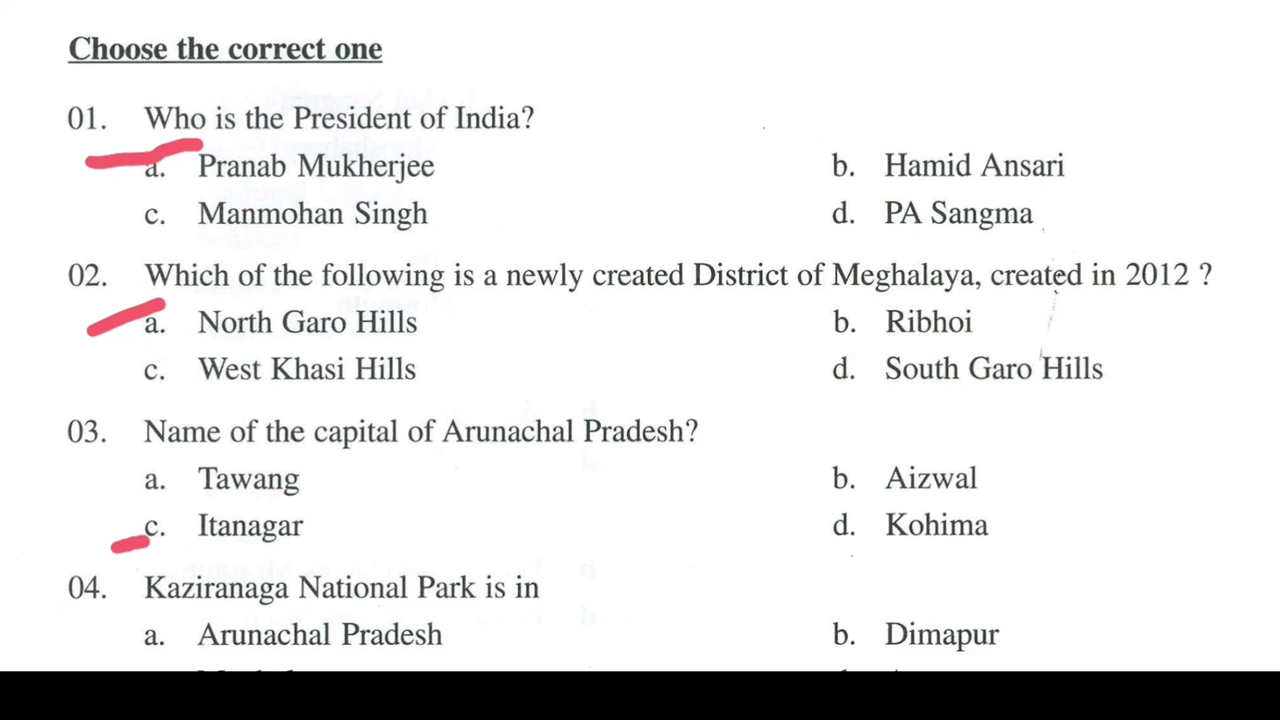 Choose the correct one
01. Who is the President of India?
a. Pranab Mukherjee b. Hamid Ansari
c. Manmohan Singh d. PA Sangma
02. Which of the following is a newly created District of Meghalaya, created in 2012 ?
a. North Garo Hills b. Ribhoi
c. West Khasi Hills d. South Garo Hills
03. Name of the capital of Arunachal Pradesh?
a. Tawang b. Aizwal
c. Itanagar d. Kohima
04. Kaziranaga National Park is in
a. Arunachal Pradesh b. Dimapur